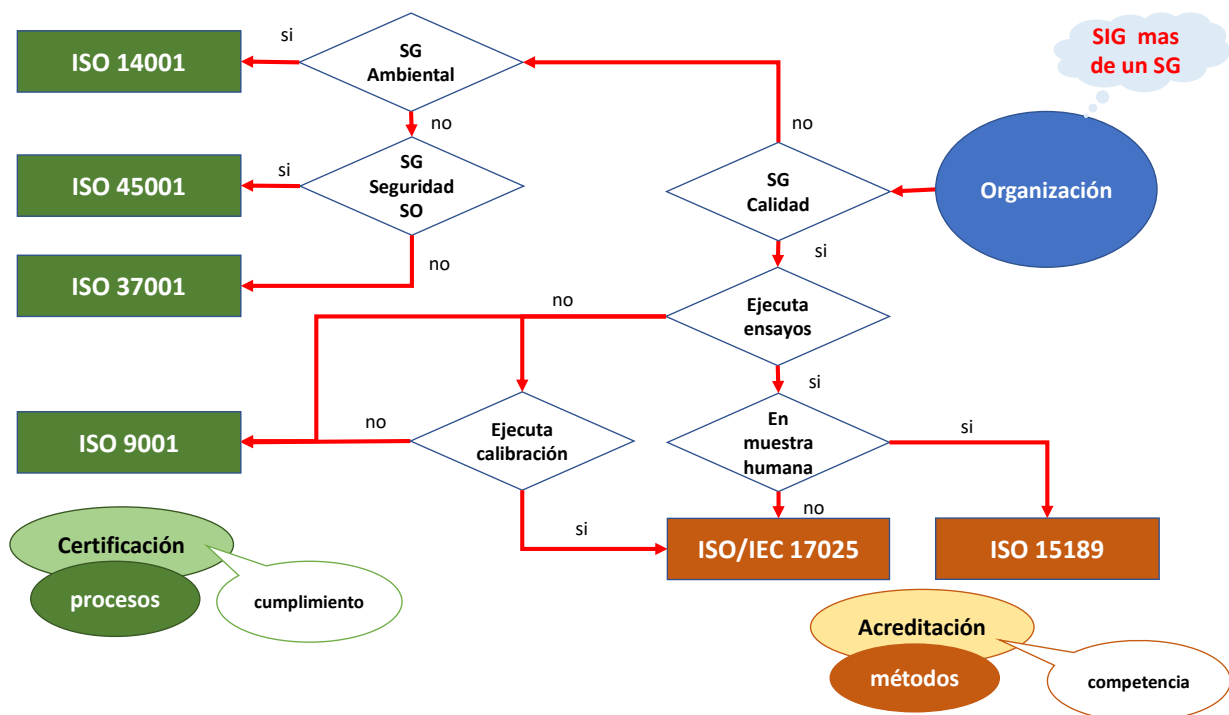 SIG mas
de un SG
Organización
SG
Calidad
no
si
SG
Ambiental
si
no
ISO 14001
SG
Seguridad
SO
si
no
ISO 45001
ISO 37001
Ejecuta
ensayos
no
si
Ejecuta
calibración
no
si
ISO 9001
En
muestra
humana
si
no
ISO/IEC 17025
ISO 15189
Certificación
procesos
cumplimiento
Acreditación
métodos
competencia